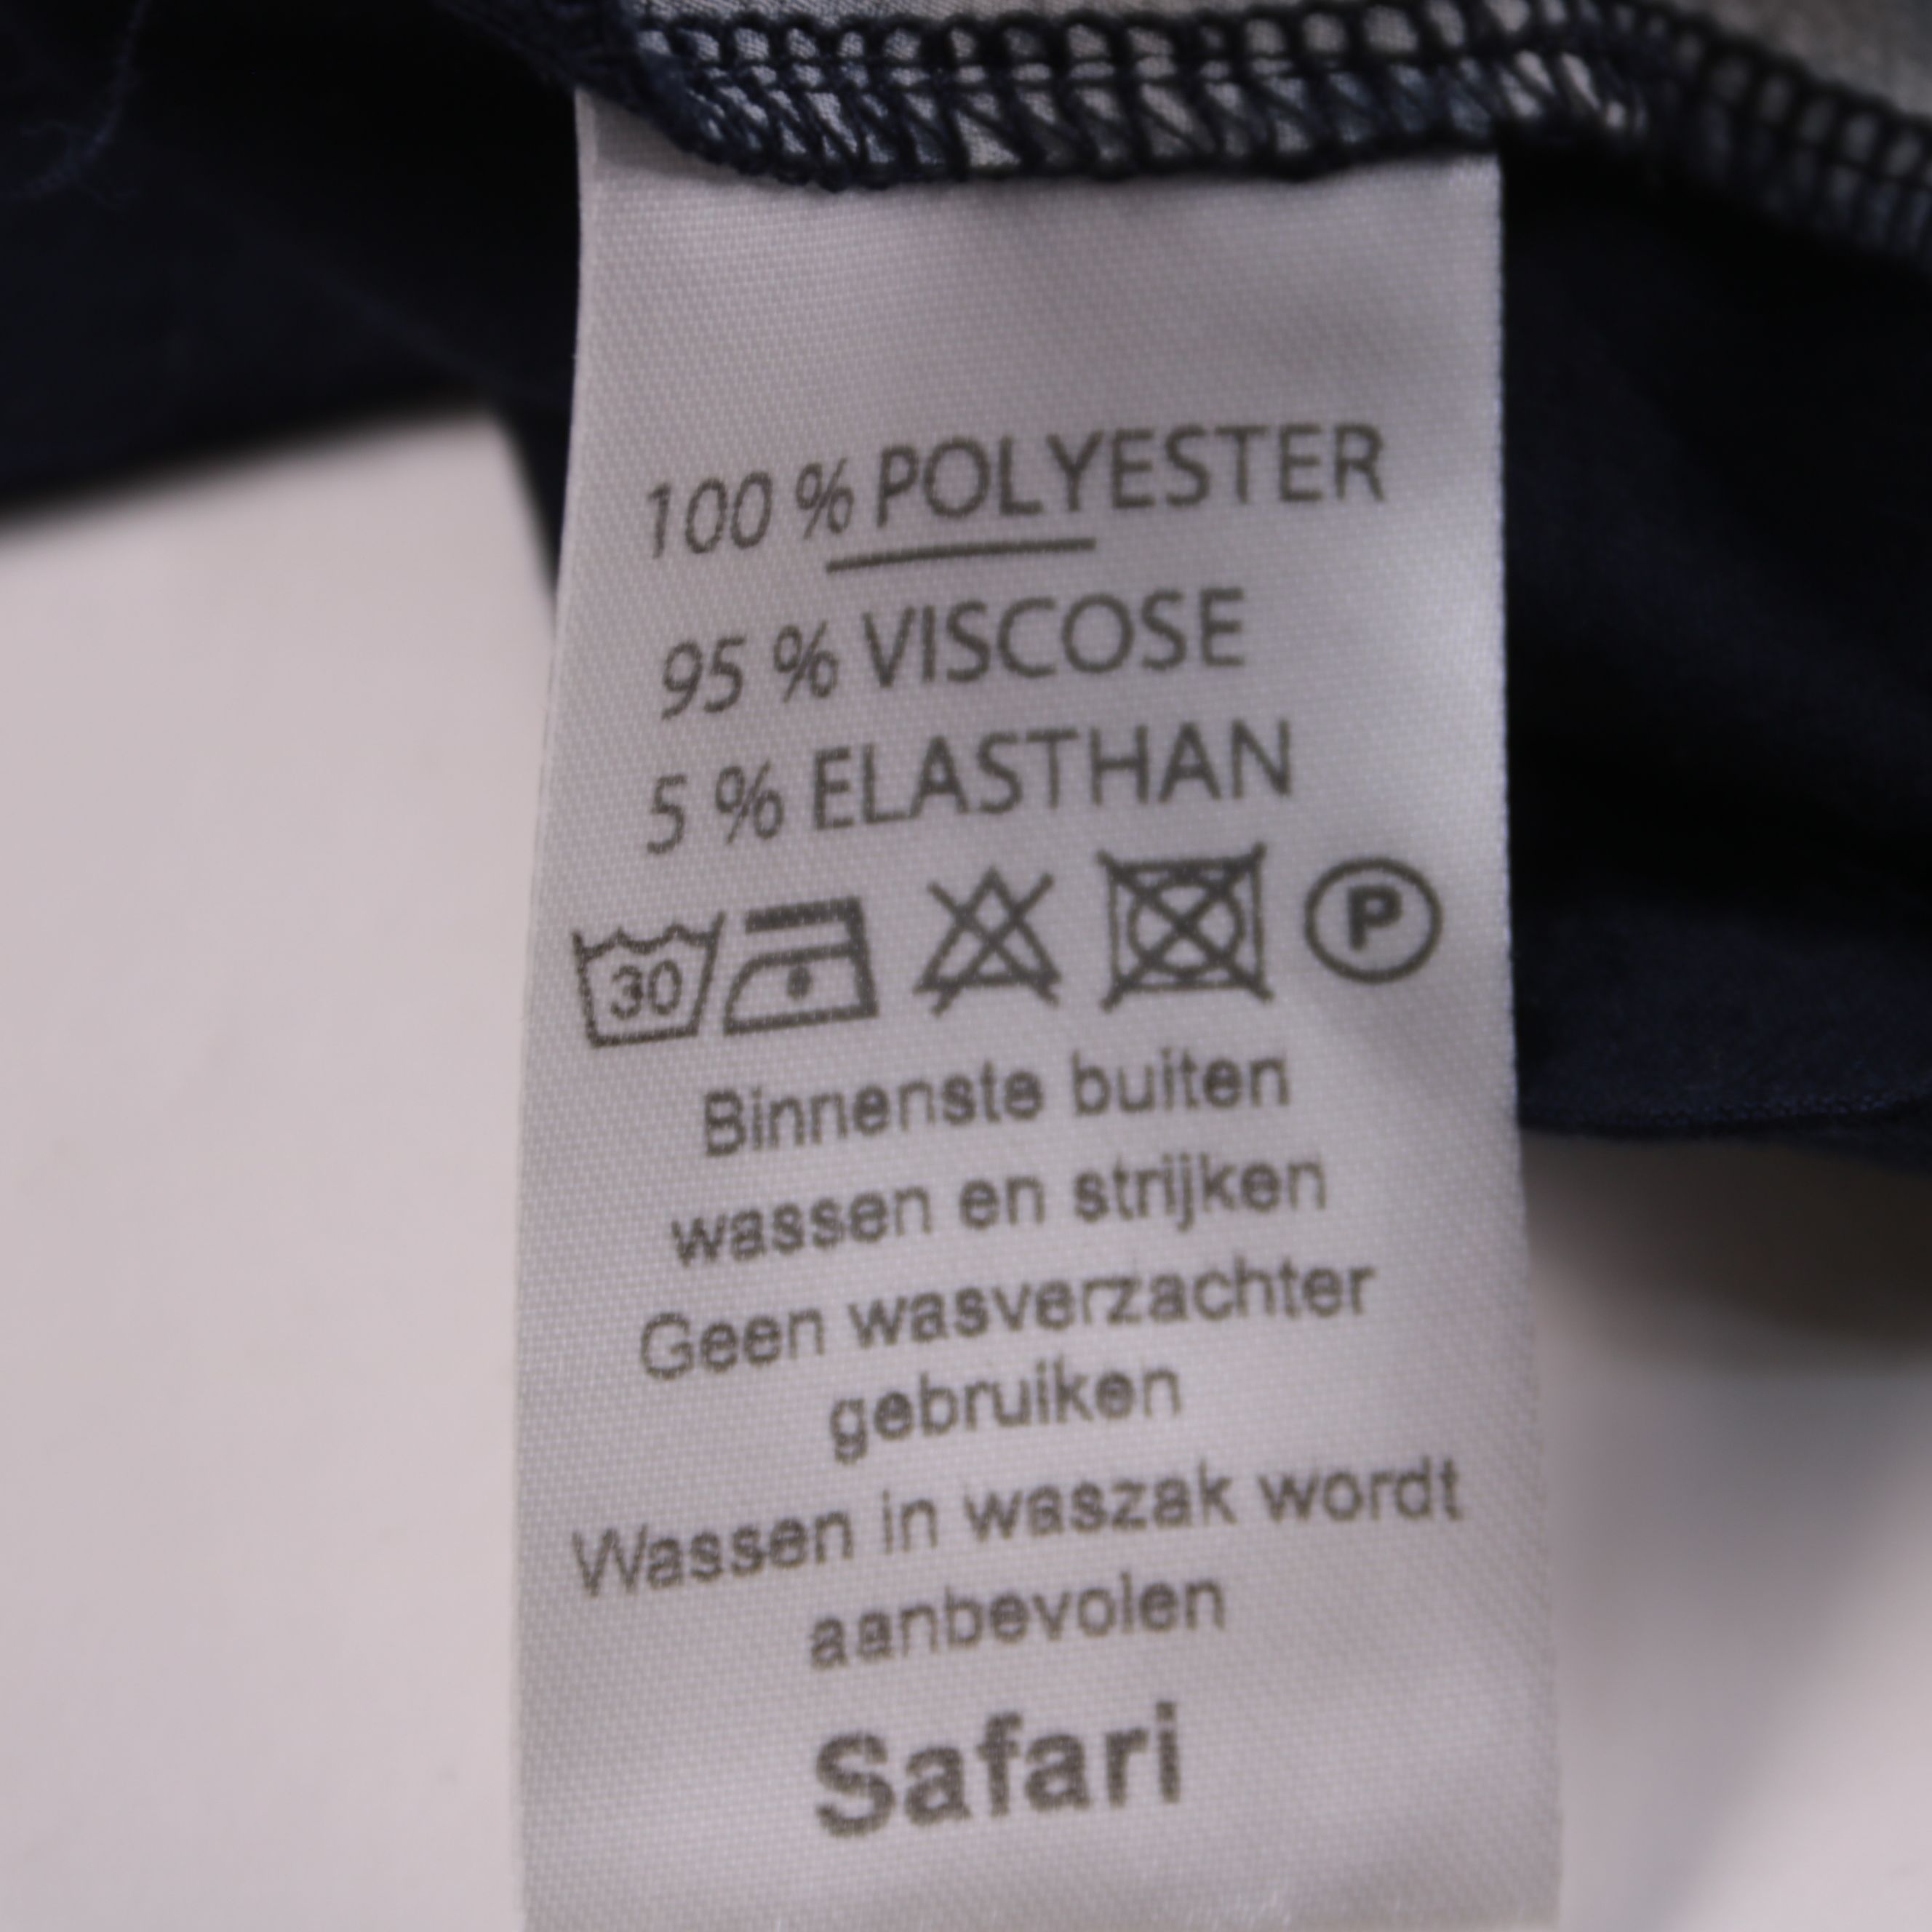 100 % POLYESTER
95 % VISCOSE
5 % ELASTHAN
30 P
Binnenste buiten
wassen en strijken
Geen wasverzachter
gebruiken
Wassen in waszak wordt
aanbevolen
Safari